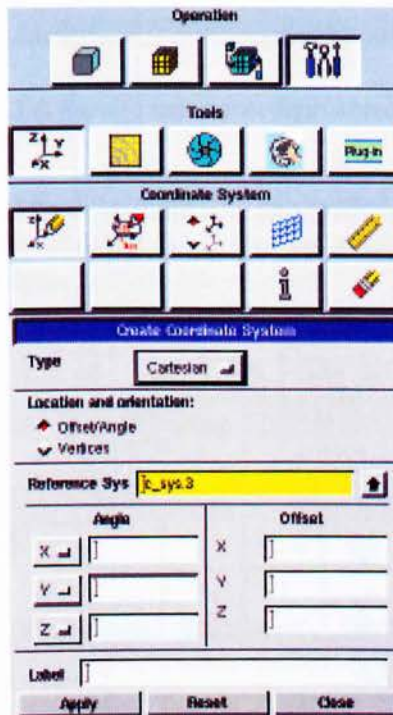 Operation
Tools
Z Y X
Plug-in
Coordinate System
Z X
i
Create Coordinate System
Type Cartesian
Location and orientation:
Offset/Angle
Vertices
Reference Sys c_sys.3
Angle Offset
X X
Y Y
Z Z
Label
Apply Reset Close